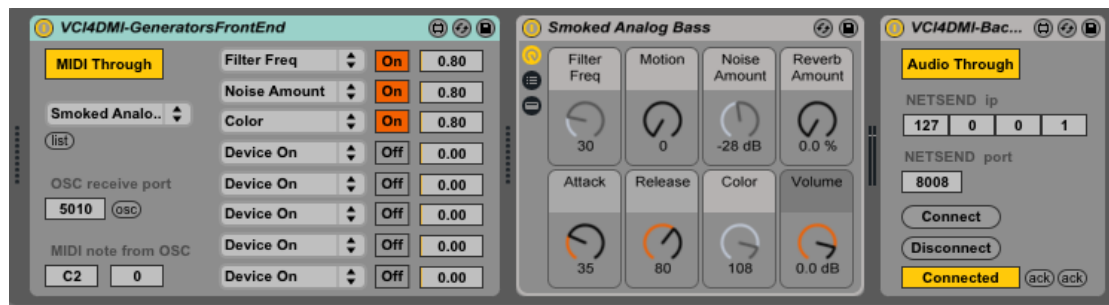 VCI4DMI-GeneratorsFrontEnd
MIDI Through
Smoked Analo..
list
OSC receive port
5010 osc
MIDI note from OSC
C2 0
Filter Freq On 0.80
Noise Amount On 0.80
Color On 0.80
Device On Off 0.00
Device On Off 0.00
Device On Off 0.00
Device On Off 0.00
Device On Off 0.00
Smoked Analog Bass
Filter Freq
30
Motion
0
Noise Amount
-28 dB
Reverb Amount
0.0 %
Attack
35
Release
80
Color
108
Volume
0.0 dB
VCI4DMI-Bac...
Audio Through
NETSEND ip
127 0 0 1
NETSEND port
8008
Connect
Disconnect
Connected ack ack